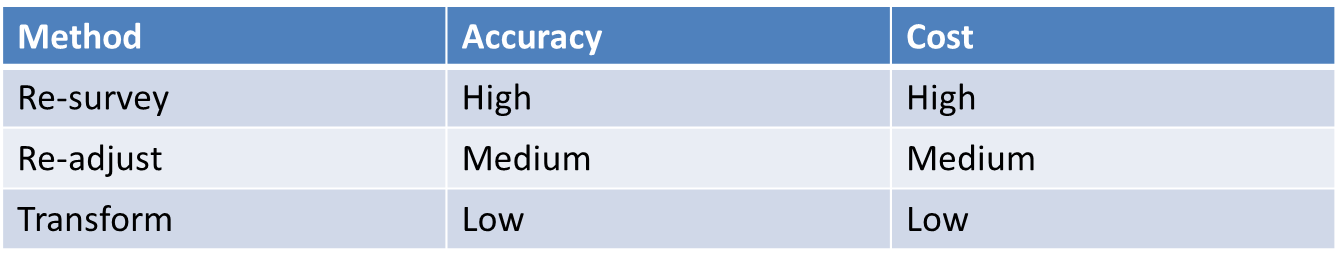 Method Accuracy Cost
Re-survey High High
Re-adjust Medium Medium
Transform Low Low